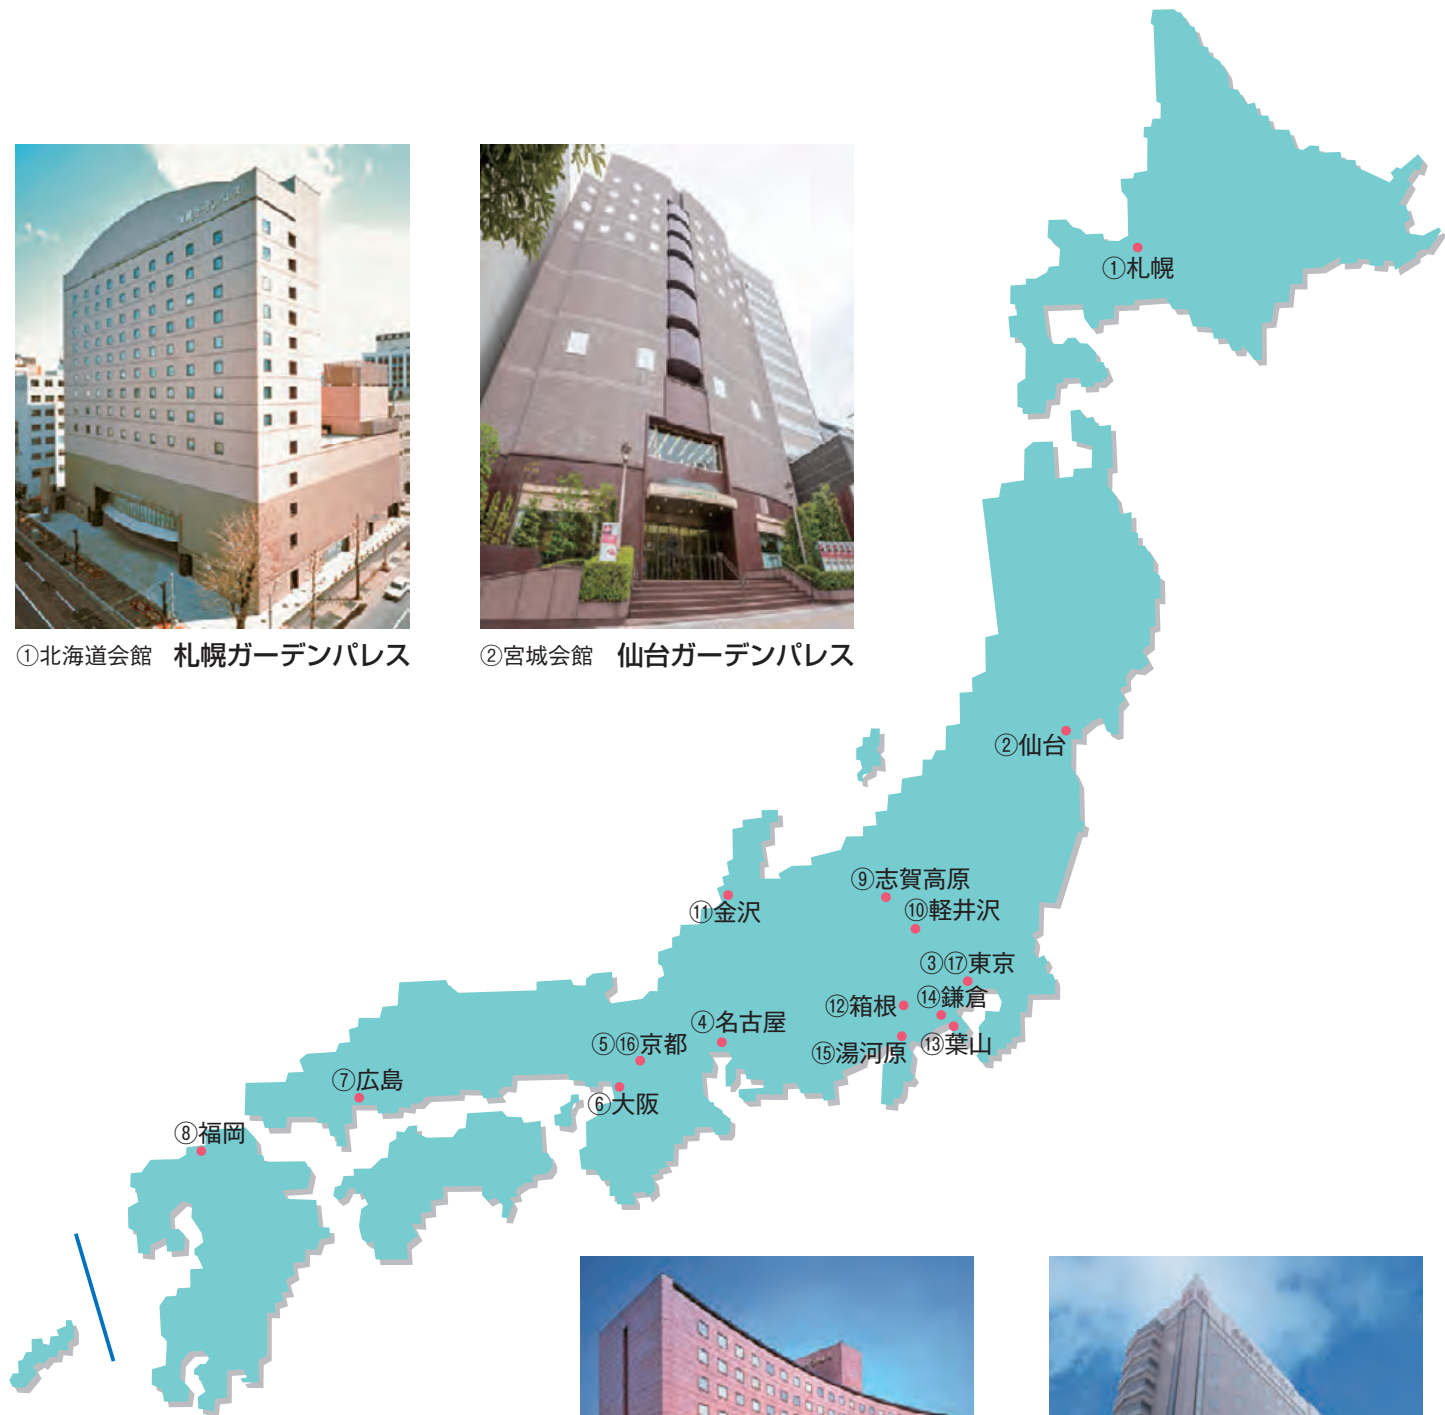 ①札幌
①北海道会館 札幌ガーデンパレス
②宮城会館 仙台ガーデンパレス
②仙台
⑨志賀高原
⑪金沢
⑩軽井沢
③⑰東京
⑫箱根
⑭鎌倉
④名古屋
⑤⑯京都
⑮湯河原
⑬葉山
⑦広島
⑥大阪
⑧福岡